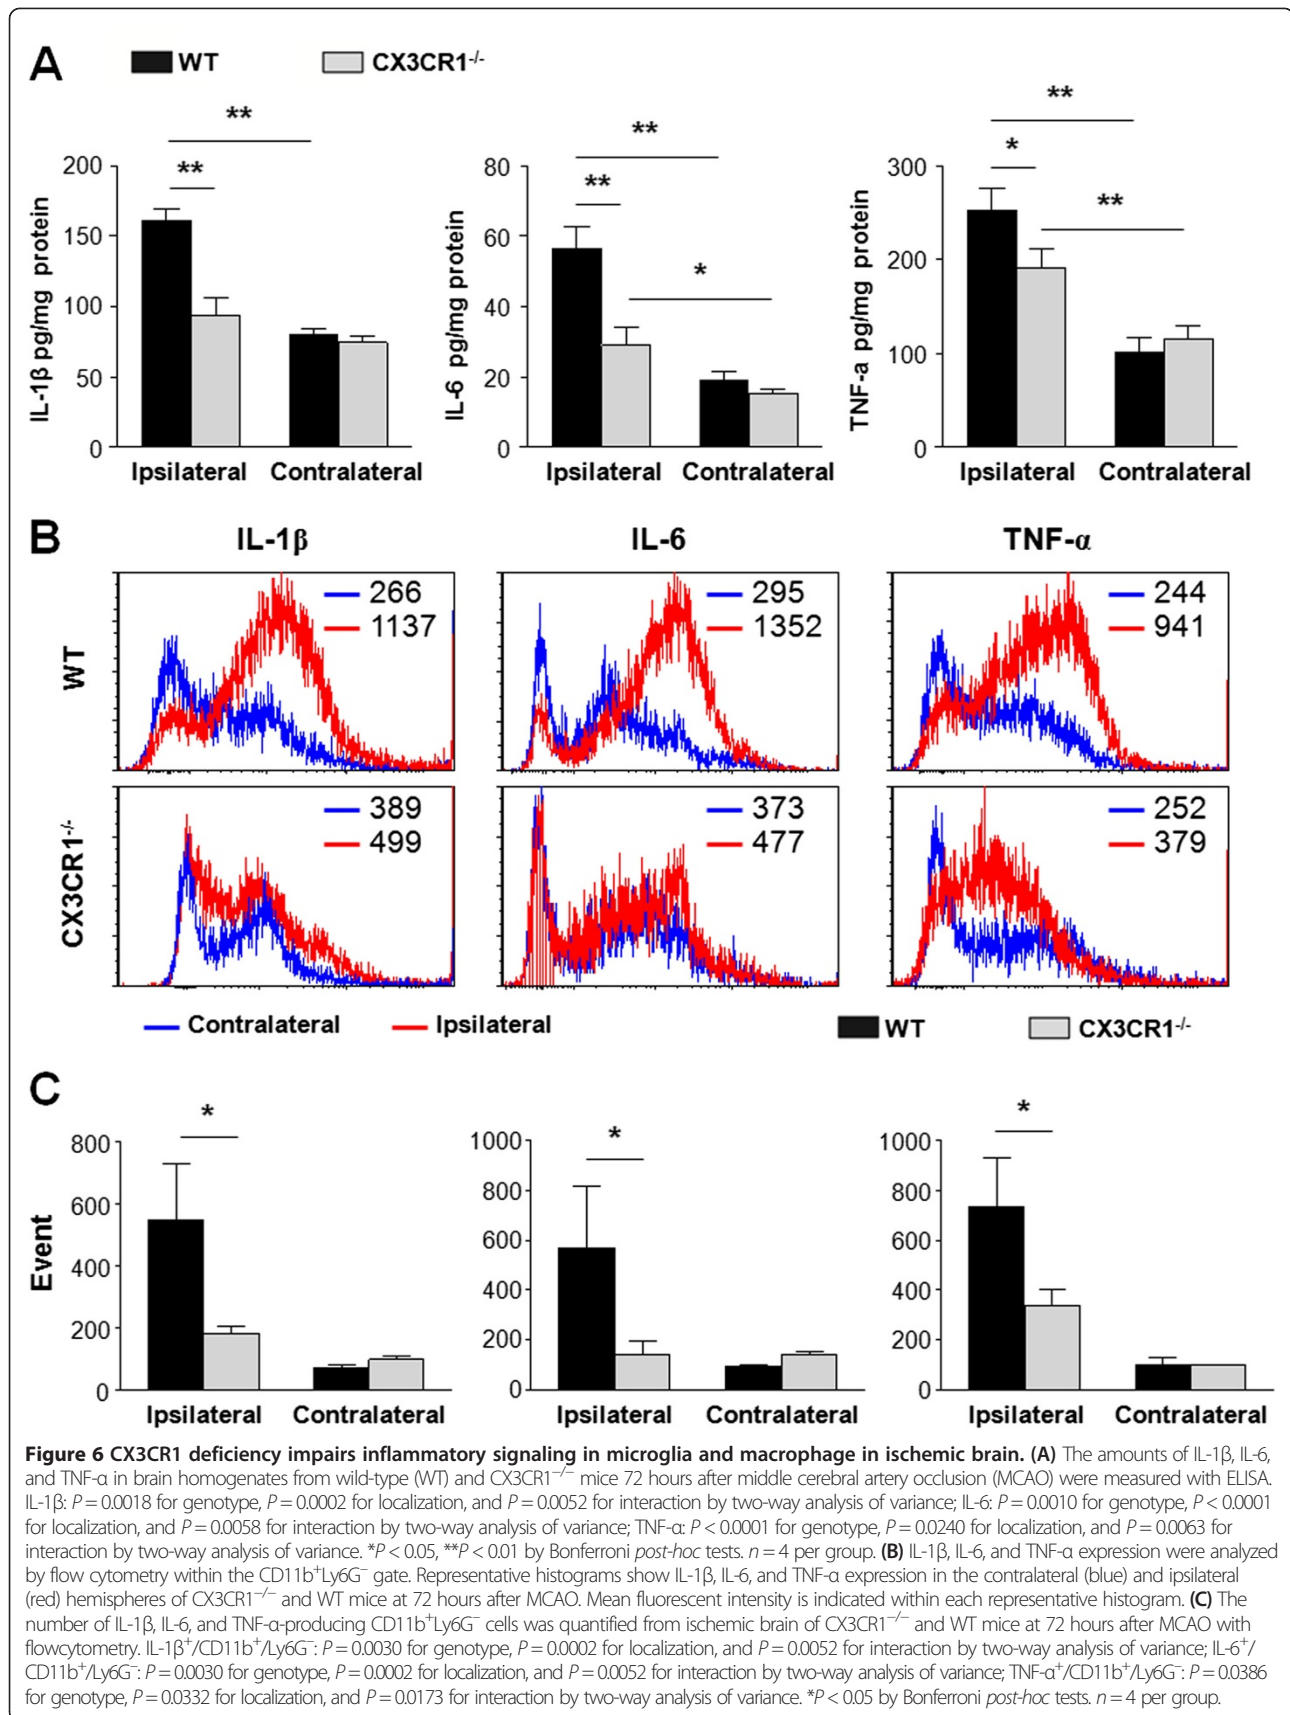 A
WT
CX3CR1-/-
**
**
IL-1β pg/mg protein
200
150
100
50
0
Ipsilateral
Contralateral
**
**
*
IL-6 pg/mg protein
80
60
40
20
0
Ipsilateral
Contralateral
**
*
**
TNF-a pg/mg protein
300
200
100
0
Ipsilateral
Contralateral
B
IL-1β
IL-6
TNF-α
WT
266
1137
295
1352
244
941
CX3CR1-/-
389
499
373
477
252
379
Contralateral
Ipsilateral
WT
CX3CR1-/-
C
Event
*
800
600
400
200
0
Ipsilateral
Contralateral
*
1000
800
600
400
200
0
Ipsilateral
Contralateral
*
1000
800
600
400
200
0
Ipsilateral
Contralateral
Figure 6 CX3CR1 deficiency impairs inflammatory signaling in microglia and macrophage in ischemic brain. (A) The amounts of IL-1β, IL-6,
and TNF-α in brain homogenates from wild-type (WT) and CX3CR1−/− mice 72 hours after middle cerebral artery occlusion (MCAO) were measured with ELISA.
IL-1β: P = 0.0018 for genotype, P = 0.0002 for localization, and P = 0.0052 for interaction by two-way analysis of variance; IL-6: P = 0.0010 for genotype, P < 0.0001
for localization, and P = 0.0058 for interaction by two-way analysis of variance; TNF-α: P < 0.0001 for genotype, P = 0.0240 for localization, and P = 0.0063 for
interaction by two-way analysis of variance. *P < 0.05, **P < 0.01 by Bonferroni post-hoc tests. n = 4 per group. (B) IL-1β, IL-6, and TNF-α expression were analyzed
by flow cytometry within the CD11b+Ly6G− gate. Representative histograms show IL-1β, IL-6, and TNF-α expression in the contralateral (blue) and ipsilateral
(red) hemispheres of CX3CR1−/− and WT mice at 72 hours after MCAO. Mean fluorescent intensity is indicated within each representative histogram. (C) The
number of IL-1β, IL-6, and TNF-α-producing CD11b+Ly6G− cells was quantified from ischemic brain of CX3CR1−/− and WT mice at 72 hours after MCAO with
flowcytometry. IL-1β+/CD11b+/Ly6G−: P = 0.0030 for genotype, P = 0.0002 for localization, and P = 0.0052 for interaction by two-way analysis of variance; IL-6+/
CD11b+/Ly6G−: P = 0.0030 for genotype, P = 0.0002 for localization, and P = 0.0052 for interaction by two-way analysis of variance; TNF-α+/CD11b+/Ly6G−: P = 0.0386
for genotype, P = 0.0332 for localization, and P = 0.0173 for interaction by two-way analysis of variance. *P < 0.05 by Bonferroni post-hoc tests. n = 4 per group.